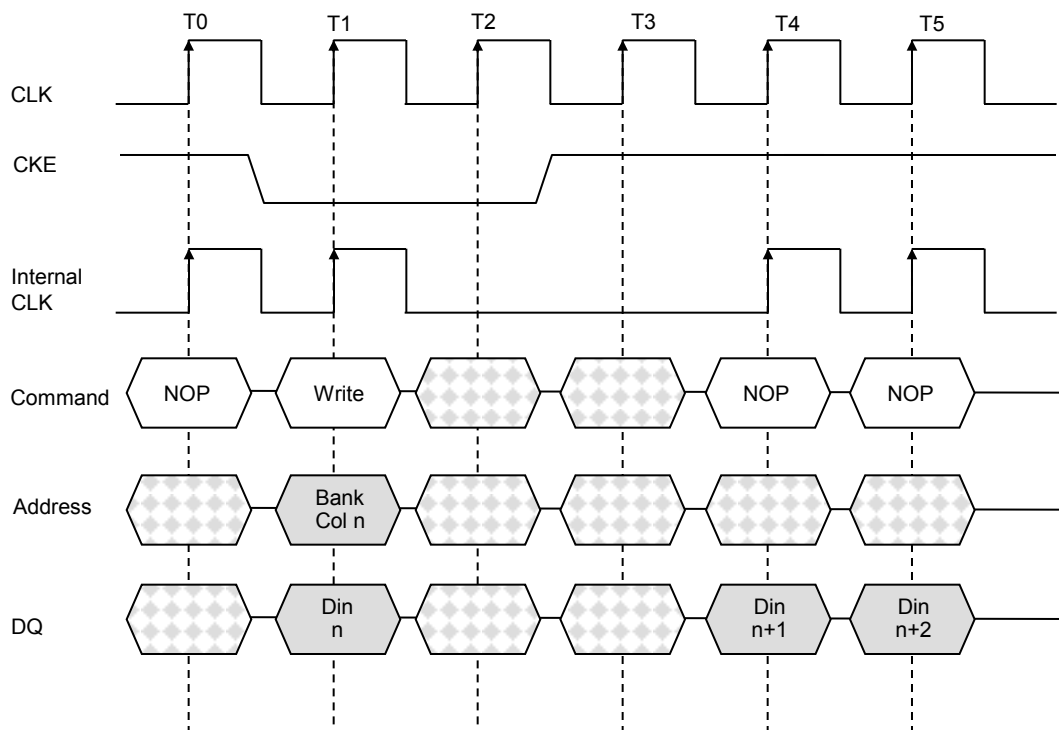 T0 T1 T2 T3 T4 T5
CLK
CKE
Internal
CLK
Command NOP Write NOP NOP
Address Bank
Col n
DQ Din
n Din
n+1 Din
n+2